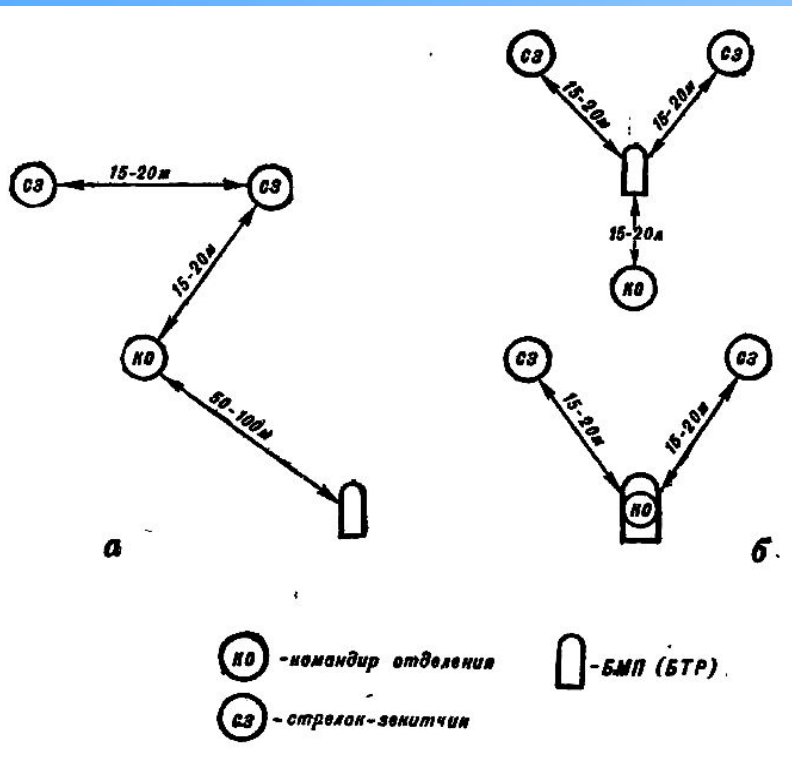 сз
сз
15-20м
15-20м
15-20м
сз
сз
15-20м
15-20м
ко
ко
сз
сз
50-100м
15-20м
15-20м
ко
а
б.
ко -командир отделения
-БМП (БТР)
сз -стрелок-зенитчик